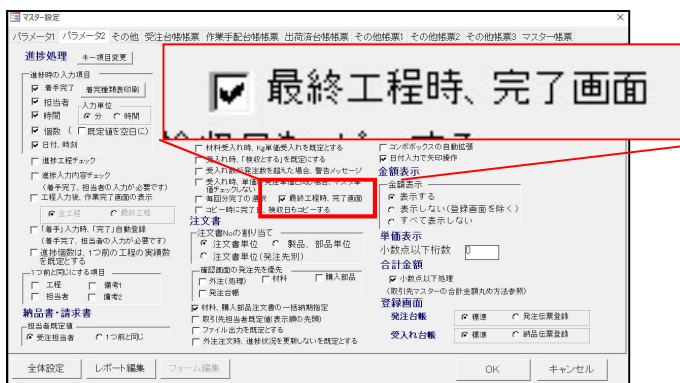 マスター設定
パラメータ1 パラメータ2 その他 受注台帳帳票 作業手配台帳帳票 出荷済台帳帳票 その他帳票1 その他帳票2 その他帳票3 マスター帳票
進捗処理 キー項目変更
進捗時の入力項目
着手完了 着完種類表印刷
担当者 入力単位
時間 分 時間
個数 ( 既定値を空白に)
日付、時刻
進捗工程チェック
進捗入力内容チェック
(着手完了、担当者の入力が必要です)
工程入力後、作業完了画面の表示
全工程 最終工程
「着手」入力時、「完了」自動登録
(着手完了、担当者の入力が必要です)
進捗個数は、1つ前の工程の実績数
を既定とする
1つ前と同じにする項目
工程 備考1
担当者 備考2
納品書・請求書
担当者既定値
受注担当者 1つ前と同じ
最終工程時、完了画面
材料受入れ時、Kg単価受入れを既定とする
受入れ時、「検収とする」を既定にする
受入れ数が発注数を超えた場合、警告メッセージ
価チェックしない
毎回分完了の選択 最終工程時、完了画面
コピー時に完了日、検収日もコピーする
注文書
注文書Noの割り当て
注文書単位 製品、部品単位
注文書単位(発注先別)
確認画面の発注先を優先
外注(処理) 材料 購入部品
発注台帳
材料、購入部品注文書の一括納期指定
取引先担当者既定値(表示順の先頭)
ファイル出力を既定とする
外注注文時、進捗状況を更新しないを既定とする
コンボボックスの自動拡張
日付入力で矢印操作
金額表示
金額表示
表示する
表示しない(登録画面を除く)
すべて表示しない
単価表示
小数点以下桁数 0
合計金額
小数点以下処理
(取引先マスターの合計金額丸め方法参照)
登録画面
発注台帳 標準 発注伝票登録
受入れ台帳 標準 納品伝票登録
全体設定 レポート編集 フォーム編集 OK キャンセル